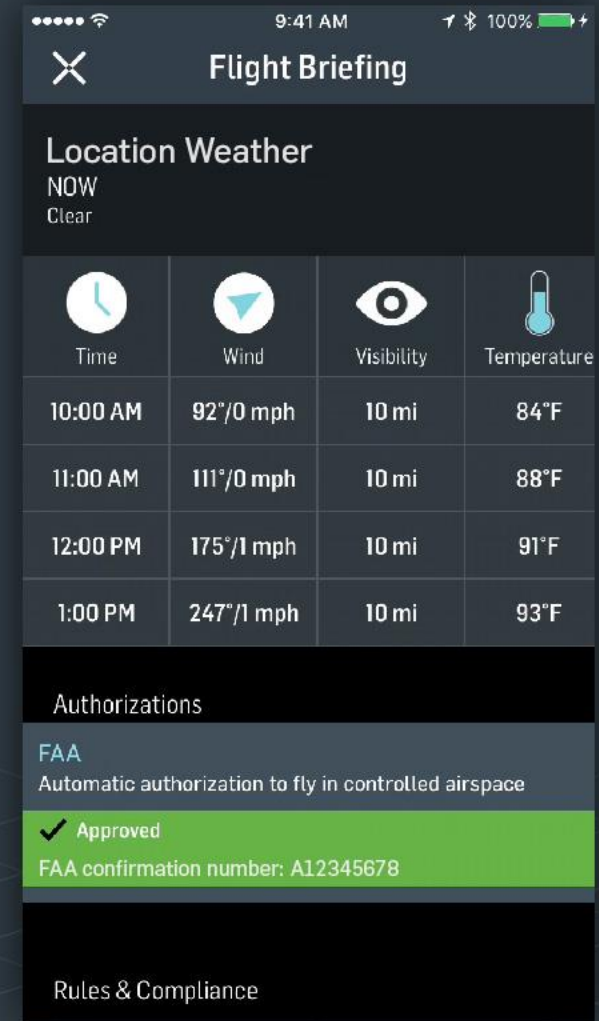 9:41 AM 100%
Flight Briefing
Location Weather
NOW
Clear
Time Wind Visibility Temperature
10:00 AM 92°/0 mph 10 mi 84°F
11:00 AM 111°/0 mph 10 mi 88°F
12:00 PM 175°/1 mph 10 mi 91°F
1:00 PM 247°/1 mph 10 mi 93°F
Authorizations
FAA
Automatic authorization to fly in controlled airspace
Approved
FAA confirmation number: A12345678
Rules & Compliance